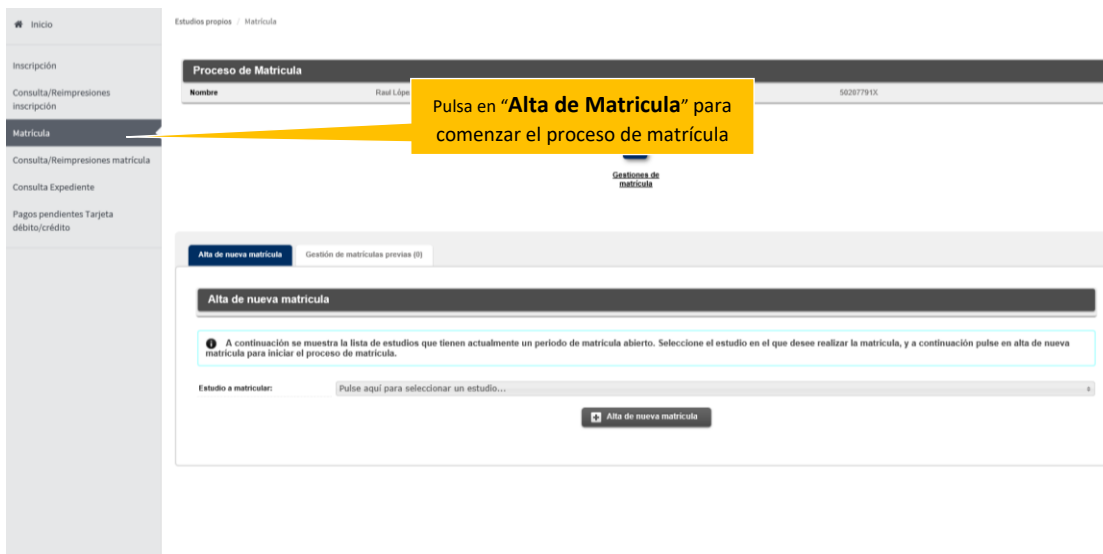 Inicio
Estudios propios / Matrícula
Inscripción
Consulta/Reimpresiones
inscripción
Matrícula
Consulta/Reimpresiones matrícula
Consulta Expediente
Pagos pendientes Tarjeta
débito/crédito
Proceso de Matricula
Nombre Raul Lópe 50207791X
Pulsa en “Alta de Matricula” para
comenzar el proceso de matrícula
Gestiones de
matrícula
Alta de nueva matrícula Gestión de matrículas previas (0)
Alta de nueva matricula
A continuación se muestra la lista de estudios que tienen actualmente un periodo de matrícula abierto. Seleccione el estudio en el que desee realizar la matrícula, y a continuación pulse en alta de nueva
matrícula para iniciar el proceso de matrícula.
Estudio a matricular: Pulse aquí para seleccionar un estudio...
Alta de nueva matrícula